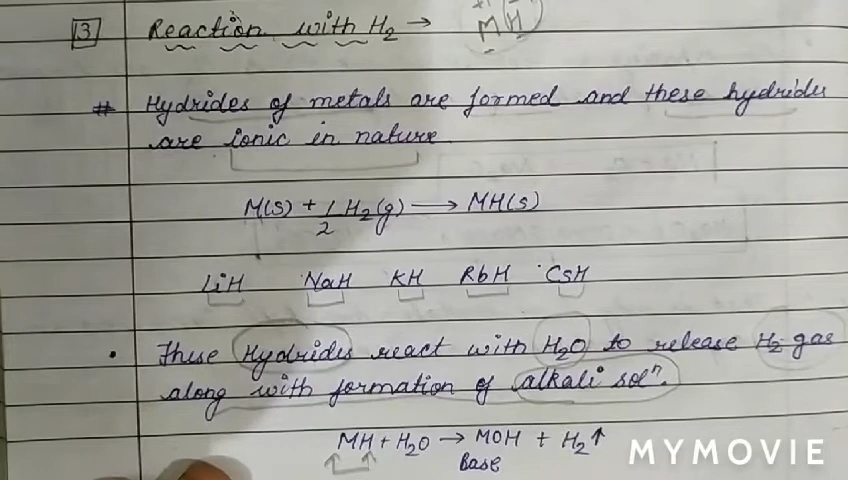 3 Reaction with H₂ → MH
# Hydrides of metals are formed and these hydrides
are ionic in nature
M(s) + 1/2 H₂(g) → MH(s)
LiH NaH KH RbH CsH
• These Hydrides react with H₂O to release H₂ gas
along with formation of alkali solⁿ.
MH + H₂O → MOH + H₂↑
Base
MYMOVIE